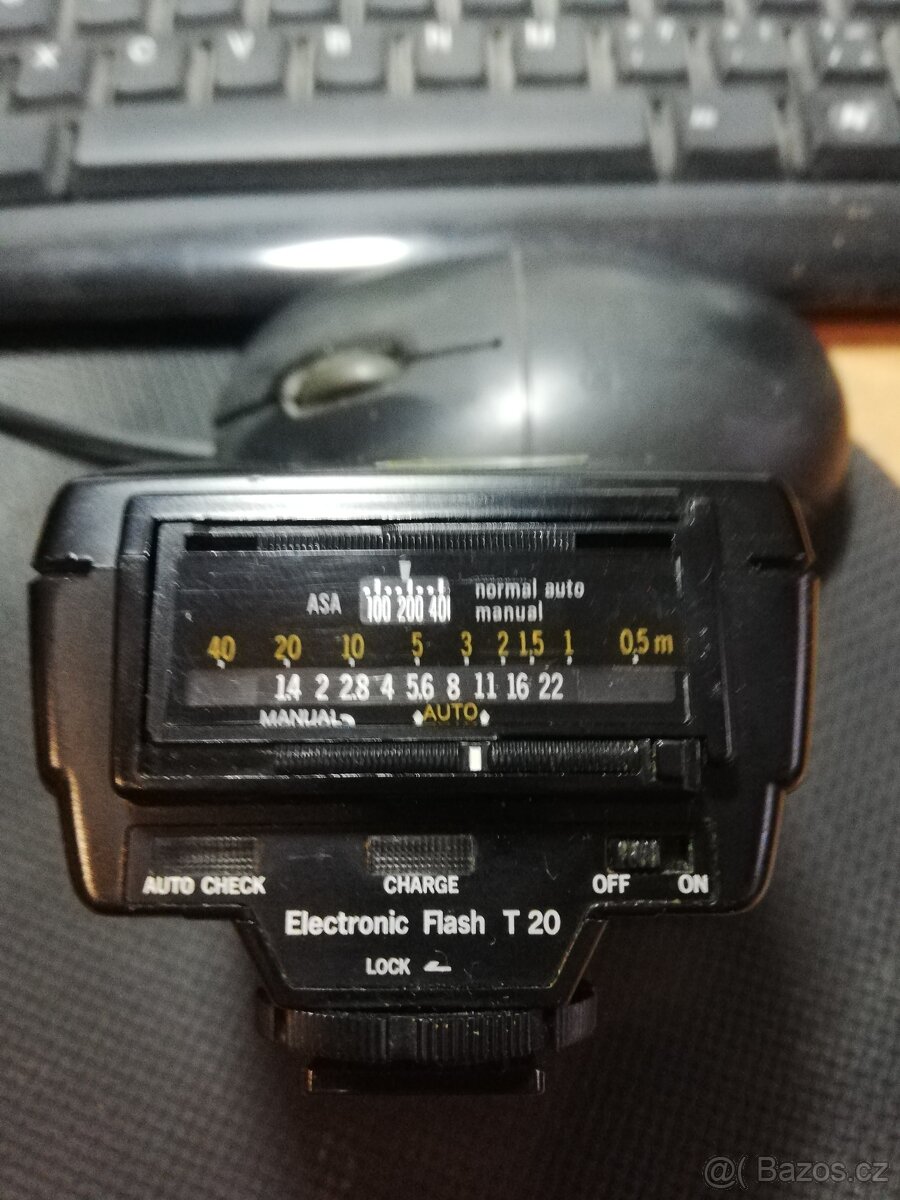 X C V B N M
ASA 100 200 400 normal auto
manual
40 20 10 5 3 2 1.5 1 0.5 m
1.4 2 2.8 4 5.6 8 11 16 22
MANUAL AUTO
AUTO CHECK CHARGE OFF ON
Electronic Flash T 20
LOCK
@( Bazos.cz